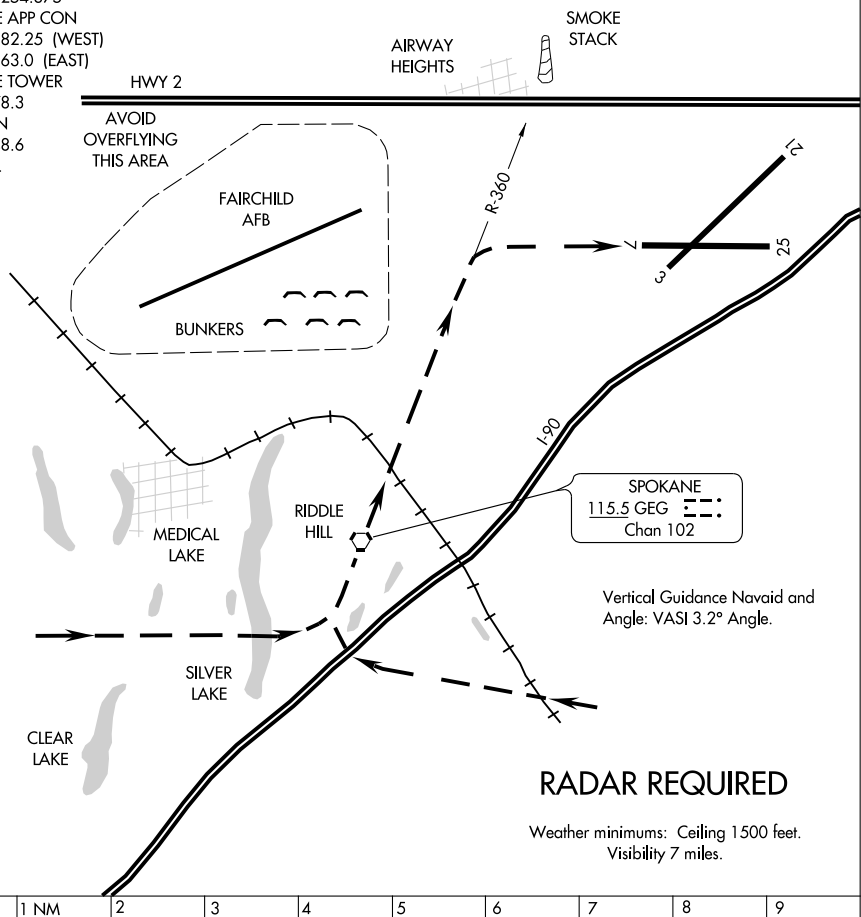 E APP CON
82.25 (WEST)
63.0 (EAST)
E TOWER
8.3
N
8.6
SMOKE
STACK
AIRWAY
HEIGHTS
HWY 2
AVOID
OVERFLYING
THIS AREA
FAIRCHILD
AFB
BUNKERS
R-360
21
7
25
3
I-90
SPOKANE
115.5 GEG
Chan 102
RIDDLE
HILL
MEDICAL
LAKE
Vertical Guidance Navaid and
Angle: VASI 3.2° Angle.
SILVER
LAKE
CLEAR
LAKE
RADAR REQUIRED
Weather minimums: Ceiling 1500 feet.
Visibility 7 miles.
1 NM
2
3
4
5
6
7
8
9